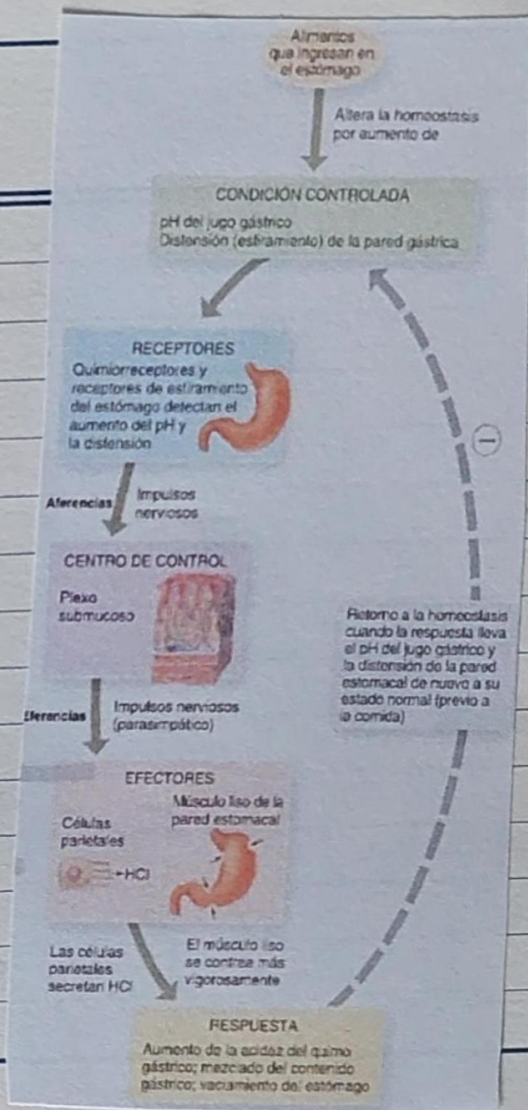 Alimentos
que ingresan en
el estómago
Altera la homeostasis
por aumento de
CONDICIÓN CONTROLADA
pH del jugo gástrico
Distensión (estiramiento) de la pared gástrica
RECEPTORES
Quimiorreceptores y
receptores de estiramiento
del estómago detectan el
aumento del pH y
la distensión
Aferencias
Impulsos
nerviosos
CENTRO DE CONTROL
Plexo
submucoso
Eferencias
Impulsos nerviosos
(parasimpático)
EFECTORES
Células
parietales
HCl
Músculo liso de la
pared estomacal
Las células
parietales
secretan HCl
El músculo liso
se contrae más
vigorosamente
RESPUESTA
Aumento de la acidez del quimo
gástrico; mezclado del contenido
gástrico; vaciamiento del estómago
−
Retorno a la homeostasis
cuando la respuesta lleva
el pH del jugo gástrico y
la distensión de la pared
estomacal de nuevo a su
estado normal (previo a
la comida)